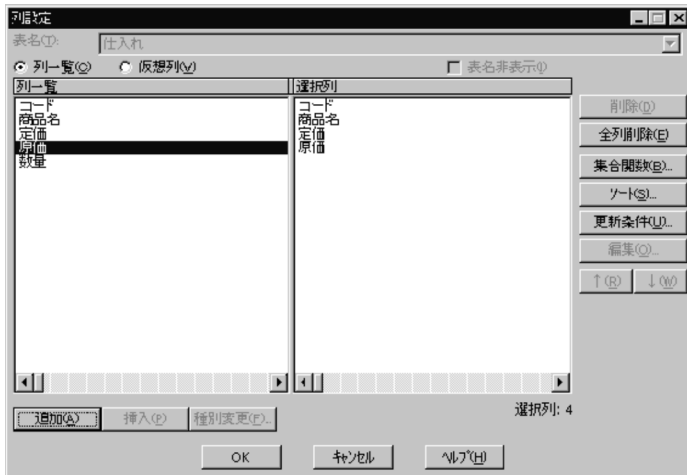 列設定
表名(T):
仕入れ
列一覧(C)
仮想列(V)
表名非表示(I)
列一覧
選択列
コード
商品名
定価
原価
数量
コード
商品名
定価
原価
削除(D)
全列削除(E)
集合関数(B)...
ソート(S)...
更新条件(U)...
編集(O)...
↑(R)
↓(W)
選択列: 4
追加(A)
挿入(P)
種別変更(F)...
OK
キャンセル
ヘルプ(H)